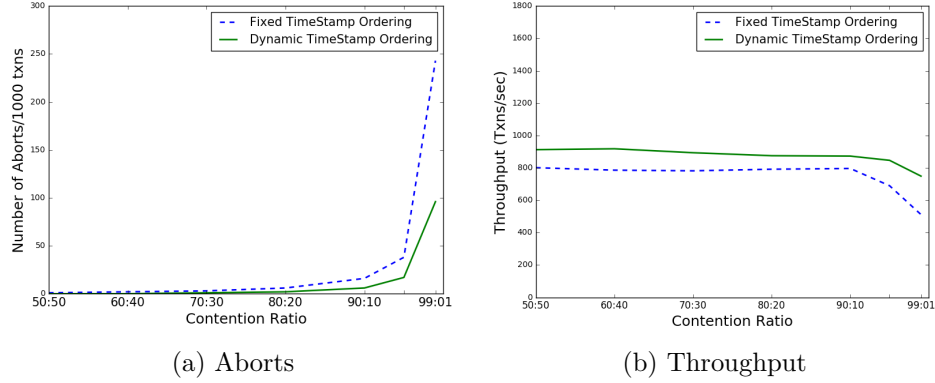 300
250
200
150
100
50
0
Number of Aborts/1000 txns
Fixed TimeStamp Ordering
Dynamic TimeStamp Ordering
50:50 60:40 70:30 80:20 90:10 99:01
Contention Ratio
(a) Aborts
1800
1600
1400
1200
1000
800
600
400
200
0
Throughput (Txns/sec)
Fixed TimeStamp Ordering
Dynamic TimeStamp Ordering
50:50 60:40 70:30 80:20 90:10 99:01
Contention Ratio
(b) Throughput